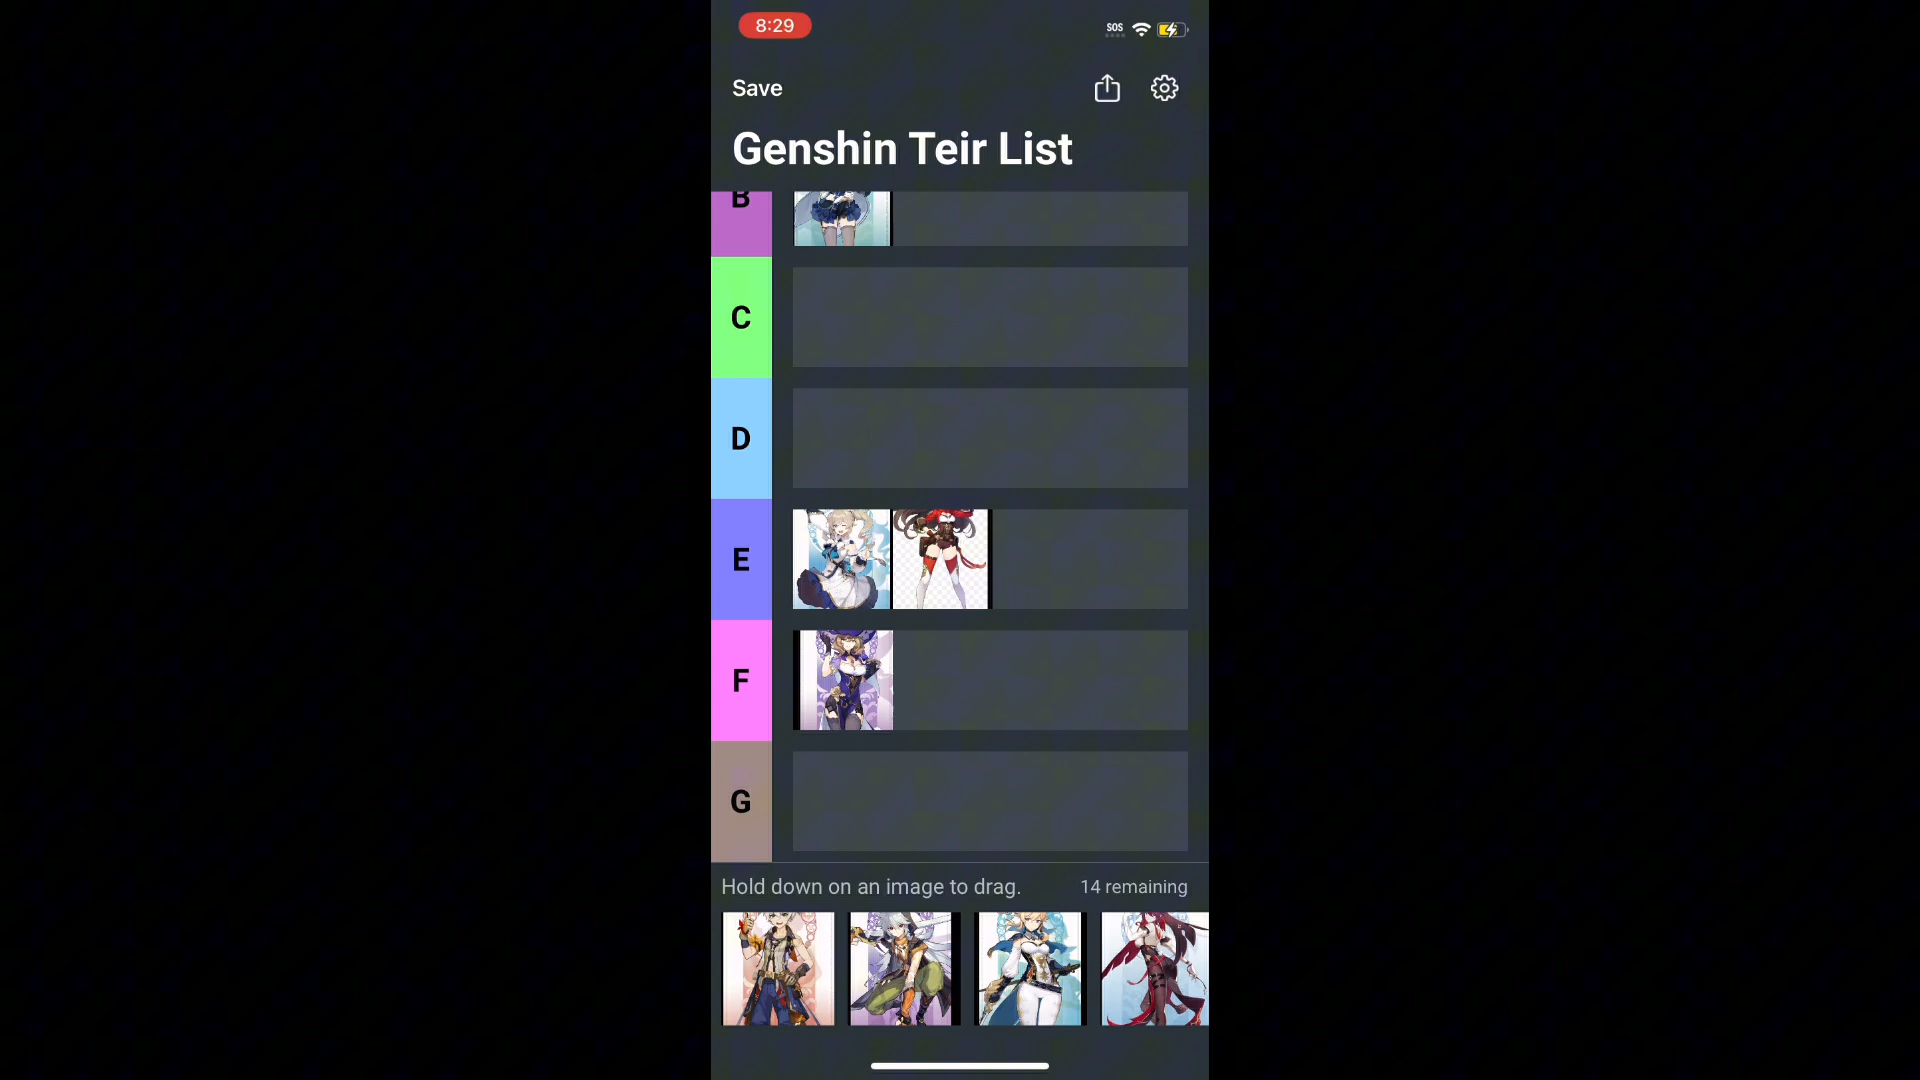 8:29
SOS
Save
Genshin Teir List
B
C
D
E
F
G
Hold down on an image to drag.
14 remaining